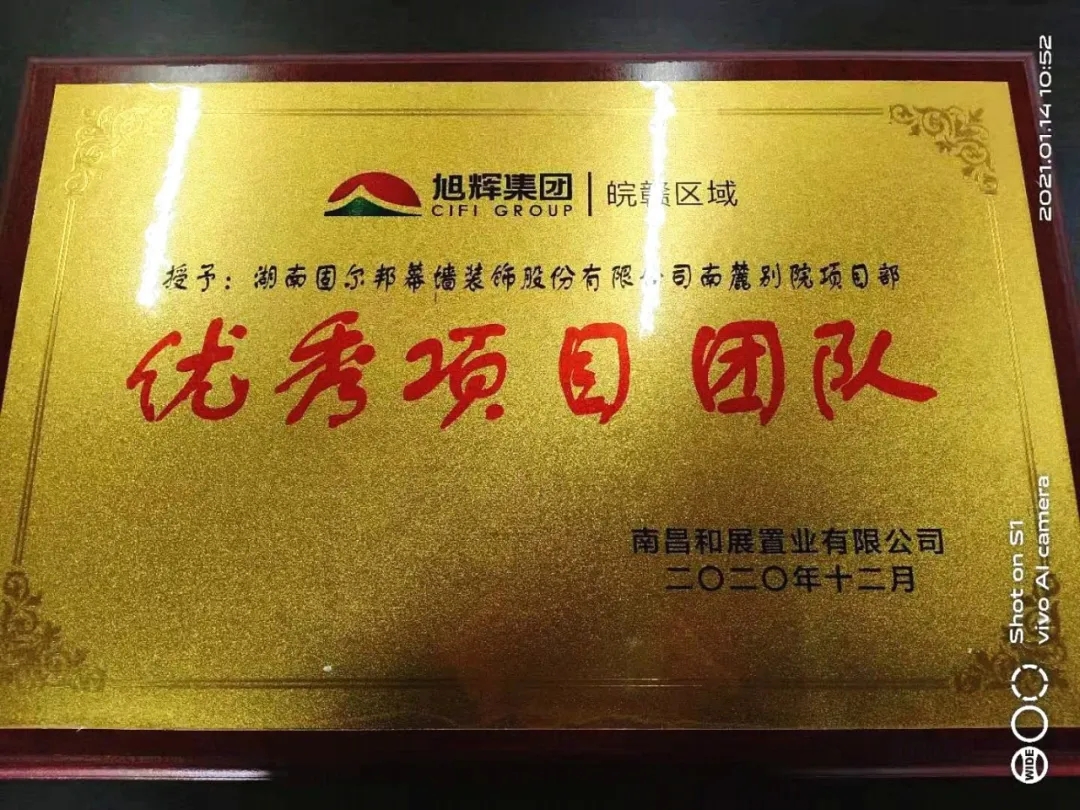 旭辉集团
CIFI GROUP
皖赣区域
授予：湖南固尔邦幕墙装饰股份有限公司南麓别院项目部
优秀项目团队
南昌和展置业有限公司
二〇二〇年十二月
2021.01.14 10:52
Shot on S1
vivo AI camera
WIDE